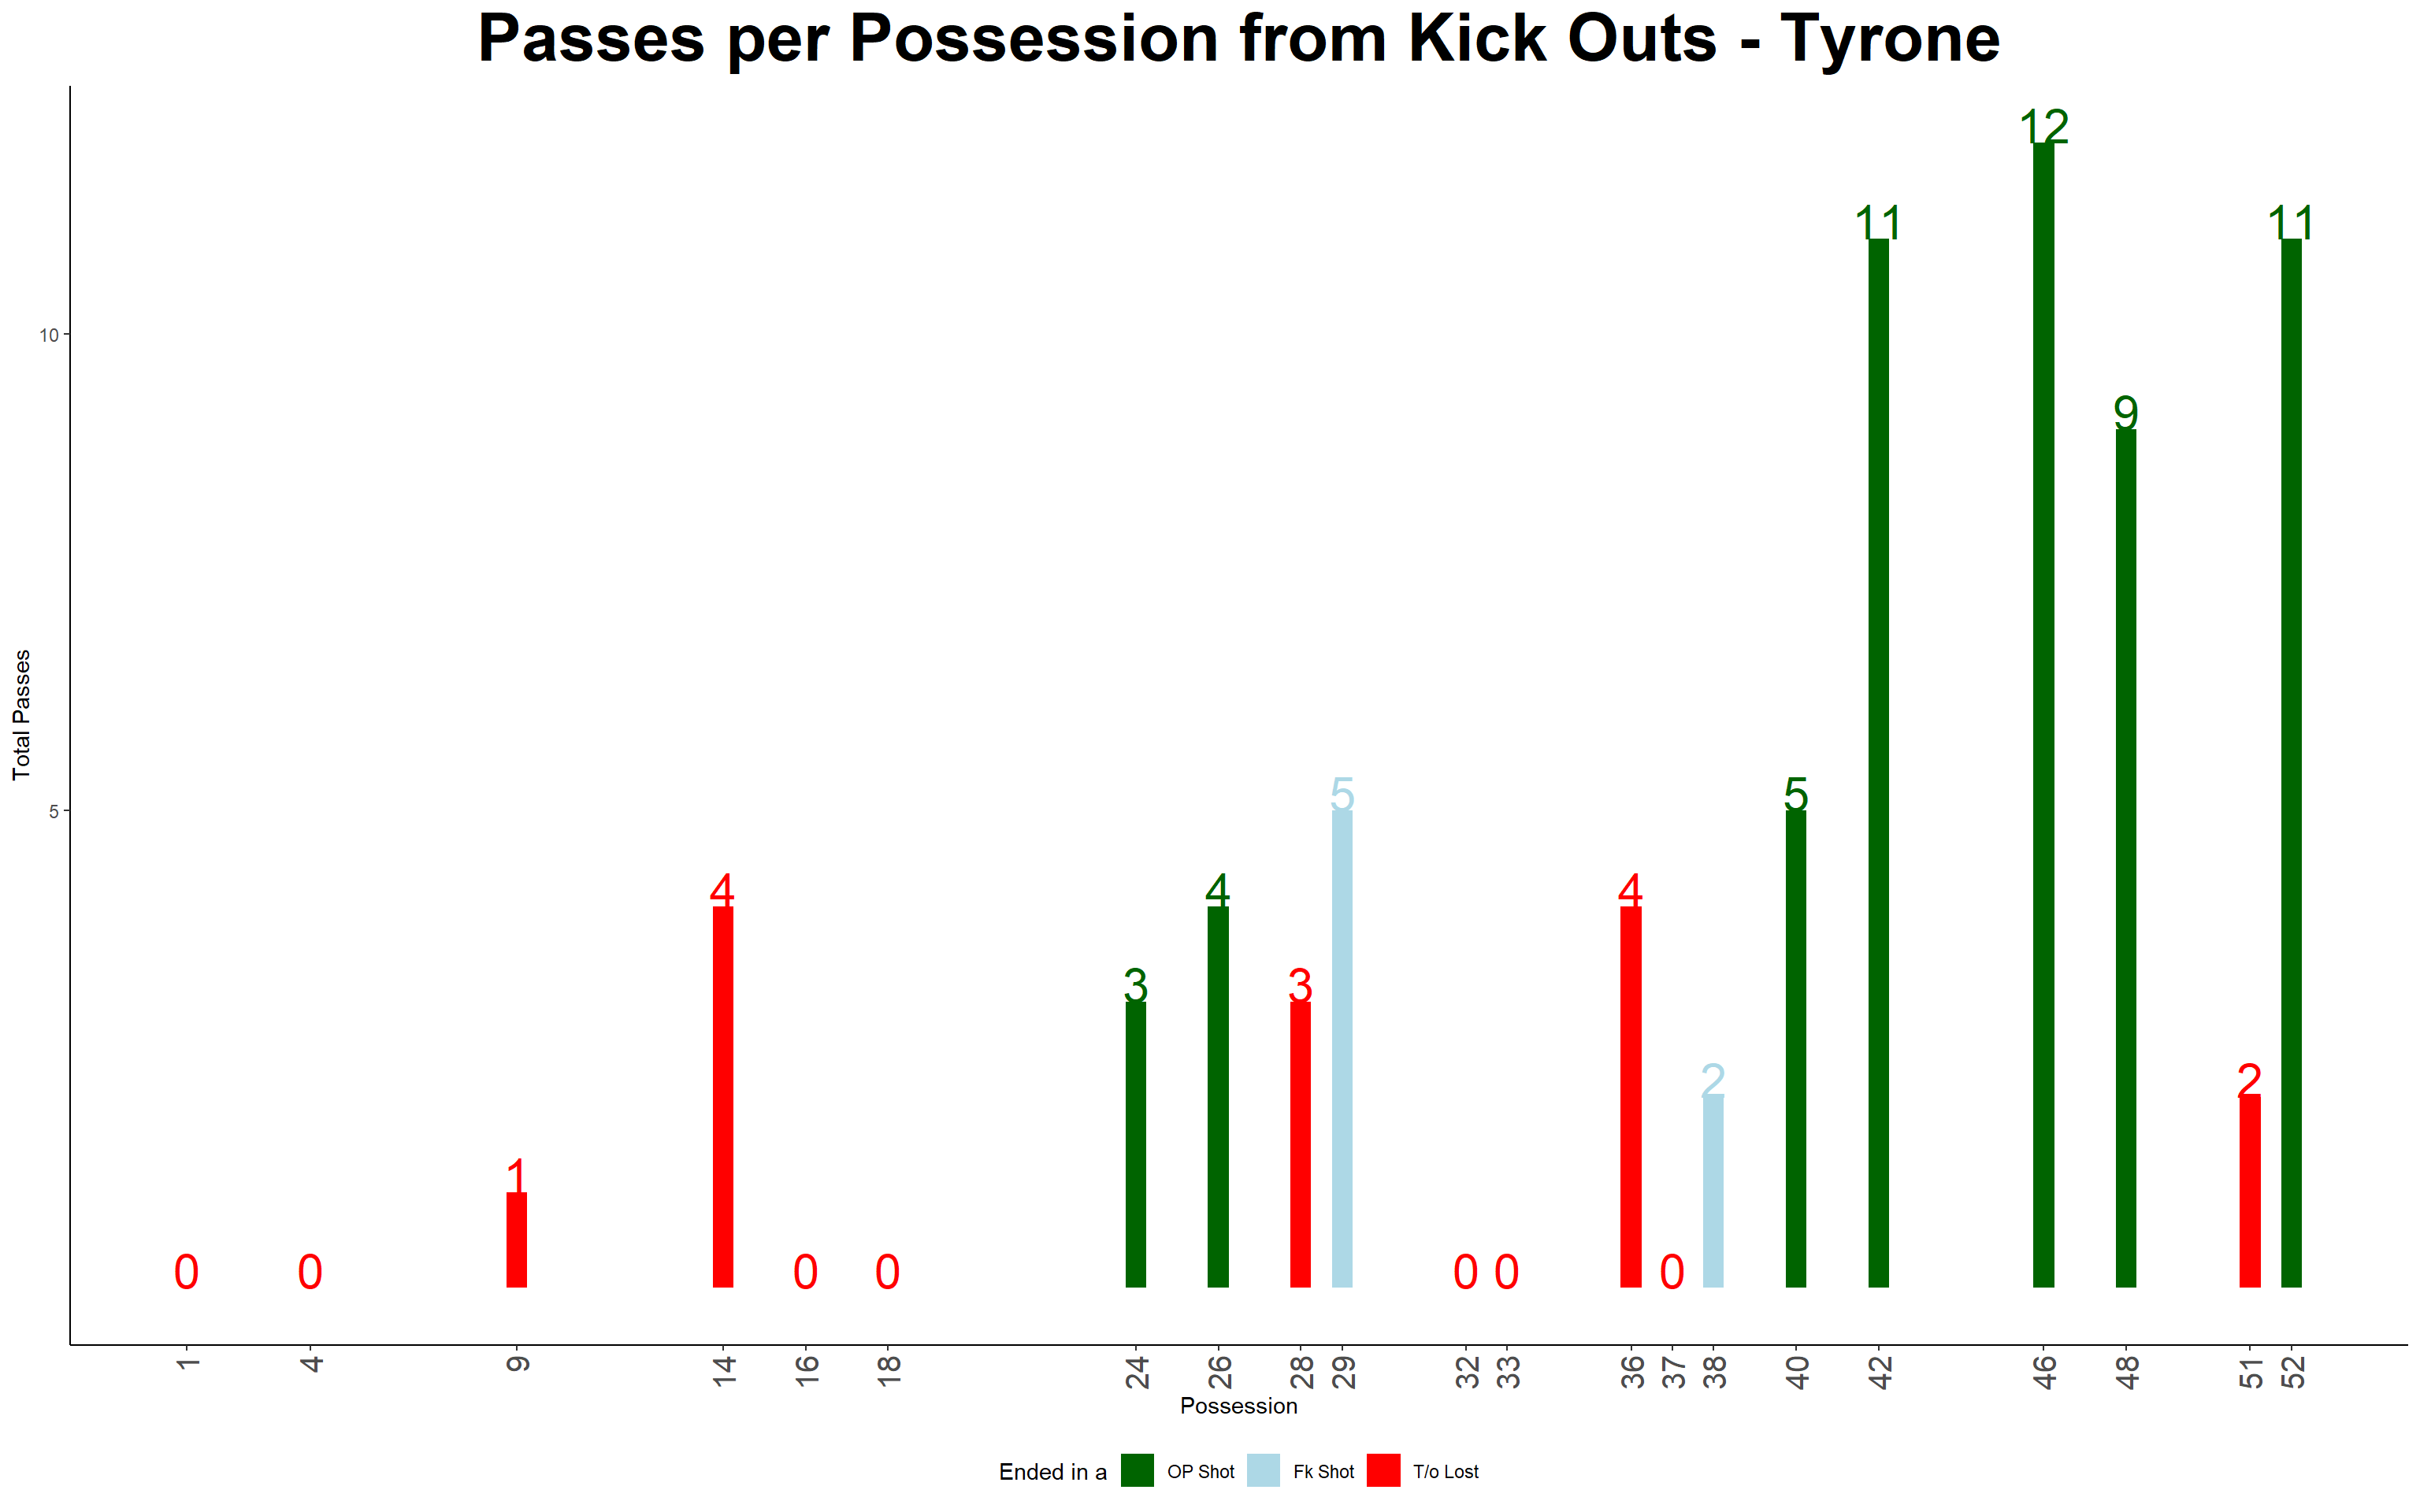 Passes per Possession from Kick Outs - Tyrone
12
11 11
10
9
Total Passes
5 5
5
4 4 4
3 3
2 2
1
0 0 0 0 0 0 0
1 4 9 14 16 18 24 26 28 29 32 33 36 37 38 40 42 46 48 51 52
Possession
Ended in a OP Shot Fk Shot T/o Lost